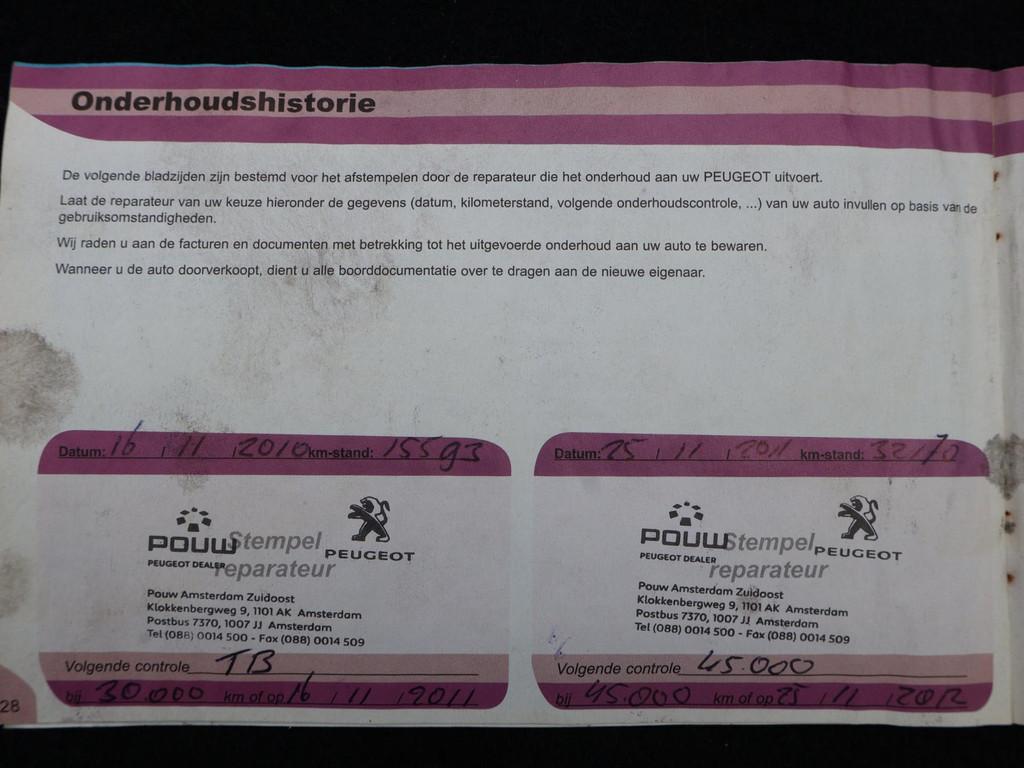 Onderhoudshistorie
De volgende bladzijden zijn bestemd voor het afstempelen door de reparateur die het onderhoud aan uw PEUGEOT uitvoert.
Laat de reparateur van uw keuze hieronder de gegevens (datum, kilometerstand, volgende onderhoudscontrole, ...) van uw auto invullen op basis van de
gebruiksomstandigheden.
Wij raden u aan de facturen en documenten met betrekking tot het uitgevoerde onderhoud aan uw auto te bewaren.
Wanneer u de auto doorverkoopt, dient u alle boorddocumentatie over te dragen aan de nieuwe eigenaar.
Datum: 16 / 11 / 2010 km-stand: 15593
POUW Stempel PEUGEOT
PEUGEOT DEALER reparateur
Pouw Amsterdam Zuidoost
Klokkenbergweg 9, 1101 AK Amsterdam
Postbus 7370, 1007 JJ Amsterdam
Tel (088) 0014 500 - Fax (088) 0014 509
Volgende controle TB
bij 30.000 km of op 16 / 11 / 2011
Datum: 25 / 11 / 2011 km-stand: 32170
POUW Stempel PEUGEOT
PEUGEOT DEALER reparateur
Pouw Amsterdam Zuidoost
Klokkenbergweg 9, 1101 AK Amsterdam
Postbus 7370, 1007 JJ Amsterdam
Tel (088) 0014 500 - Fax (088) 0014 509
Volgende controle 45.000
bij 45.000 km of op 25 / 11 / 2012
28